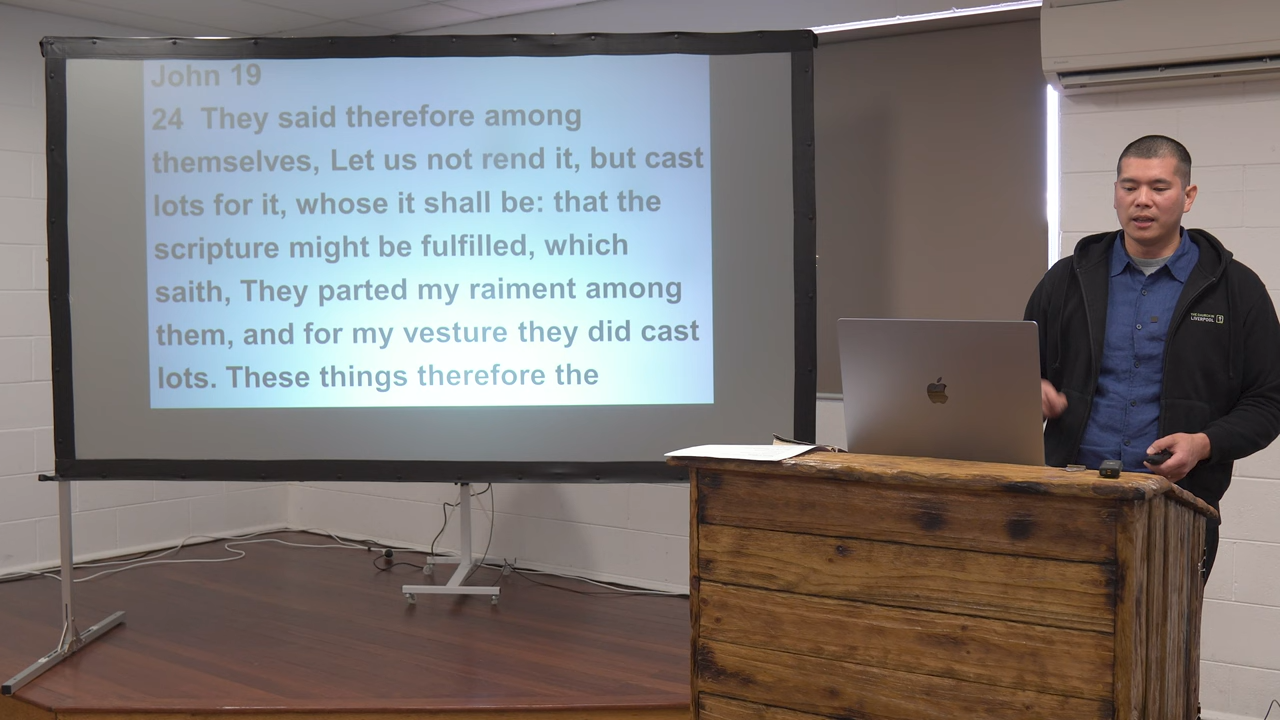 John 19
24 They said therefore among
themselves, Let us not rend it, but cast
lots for it, whose it shall be: that the
scripture might be fulfilled, which
saith, They parted my raiment among
them, and for my vesture they did cast
lots. These things therefore the
LIVERPOOL